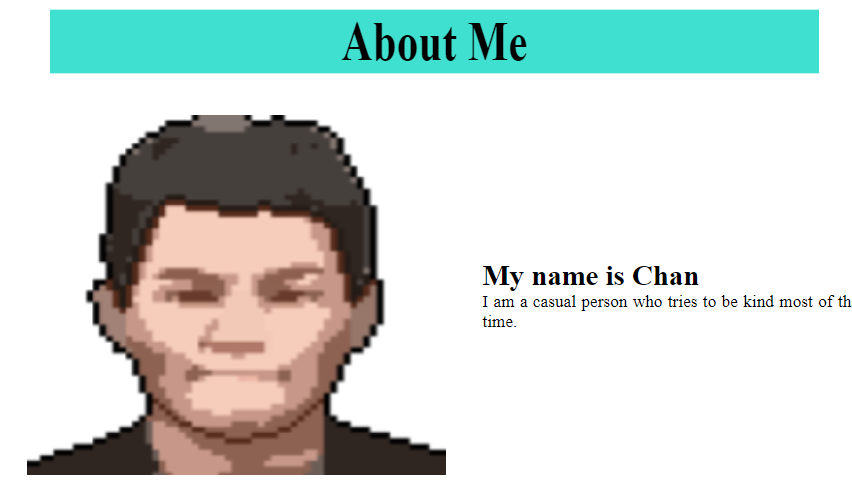 About Me
My name is Chan
I am a casual person who tries to be kind most of th
time.